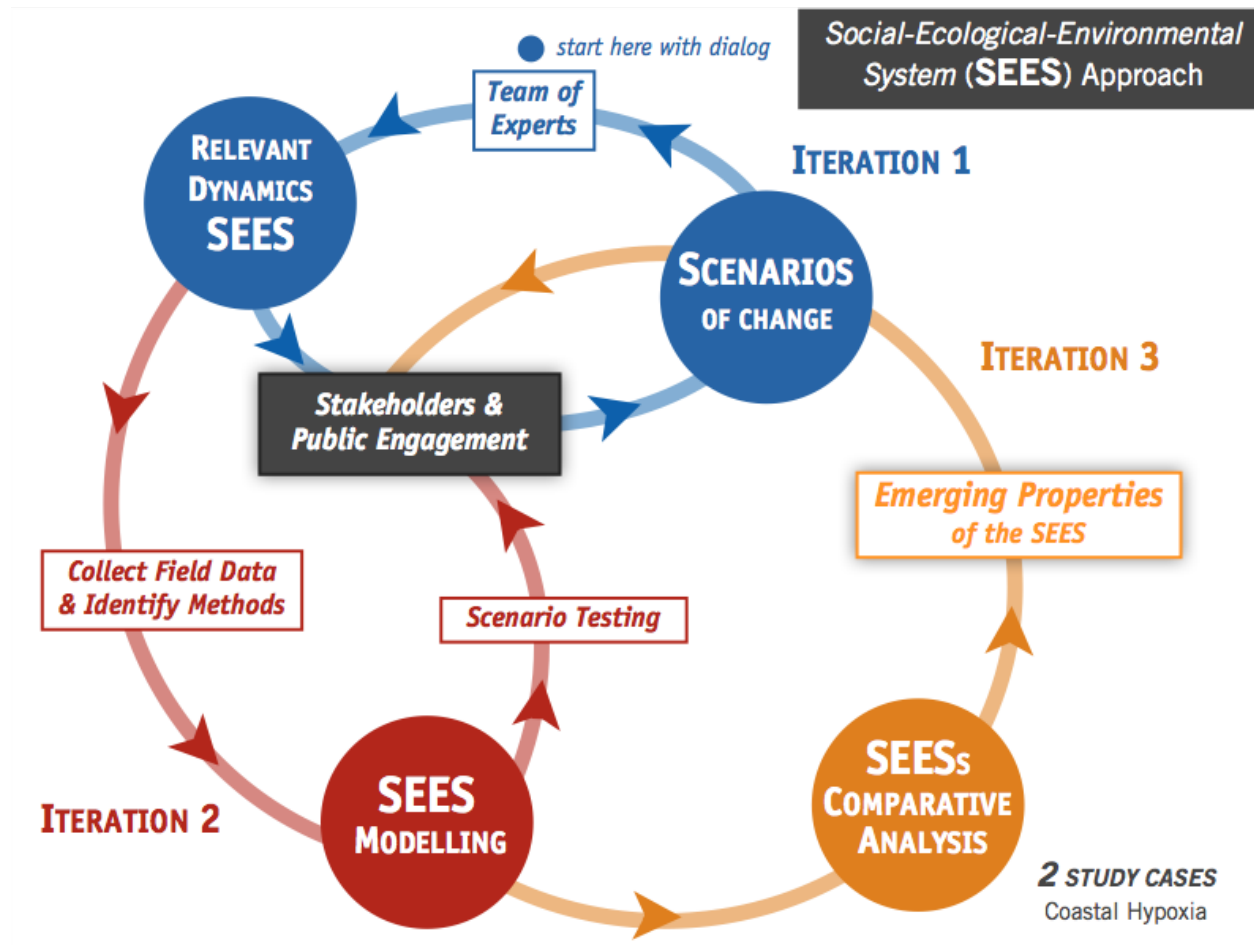 start here with dialog
Social-Ecological-Environmental
System (SEES) Approach
Team of
Experts
ITERATION 1
RELEVANT
DYNAMICS
SEES
SCENARIOS
OF CHANGE
ITERATION 3
Stakeholders &
Public Engagement
Emerging Properties
of the SEES
Collect Field Data
& Identify Methods
Scenario Testing
ITERATION 2
SEES
MODELLING
SEESs
COMPARATIVE
ANALYSIS
2 STUDY CASES
Coastal Hypoxia